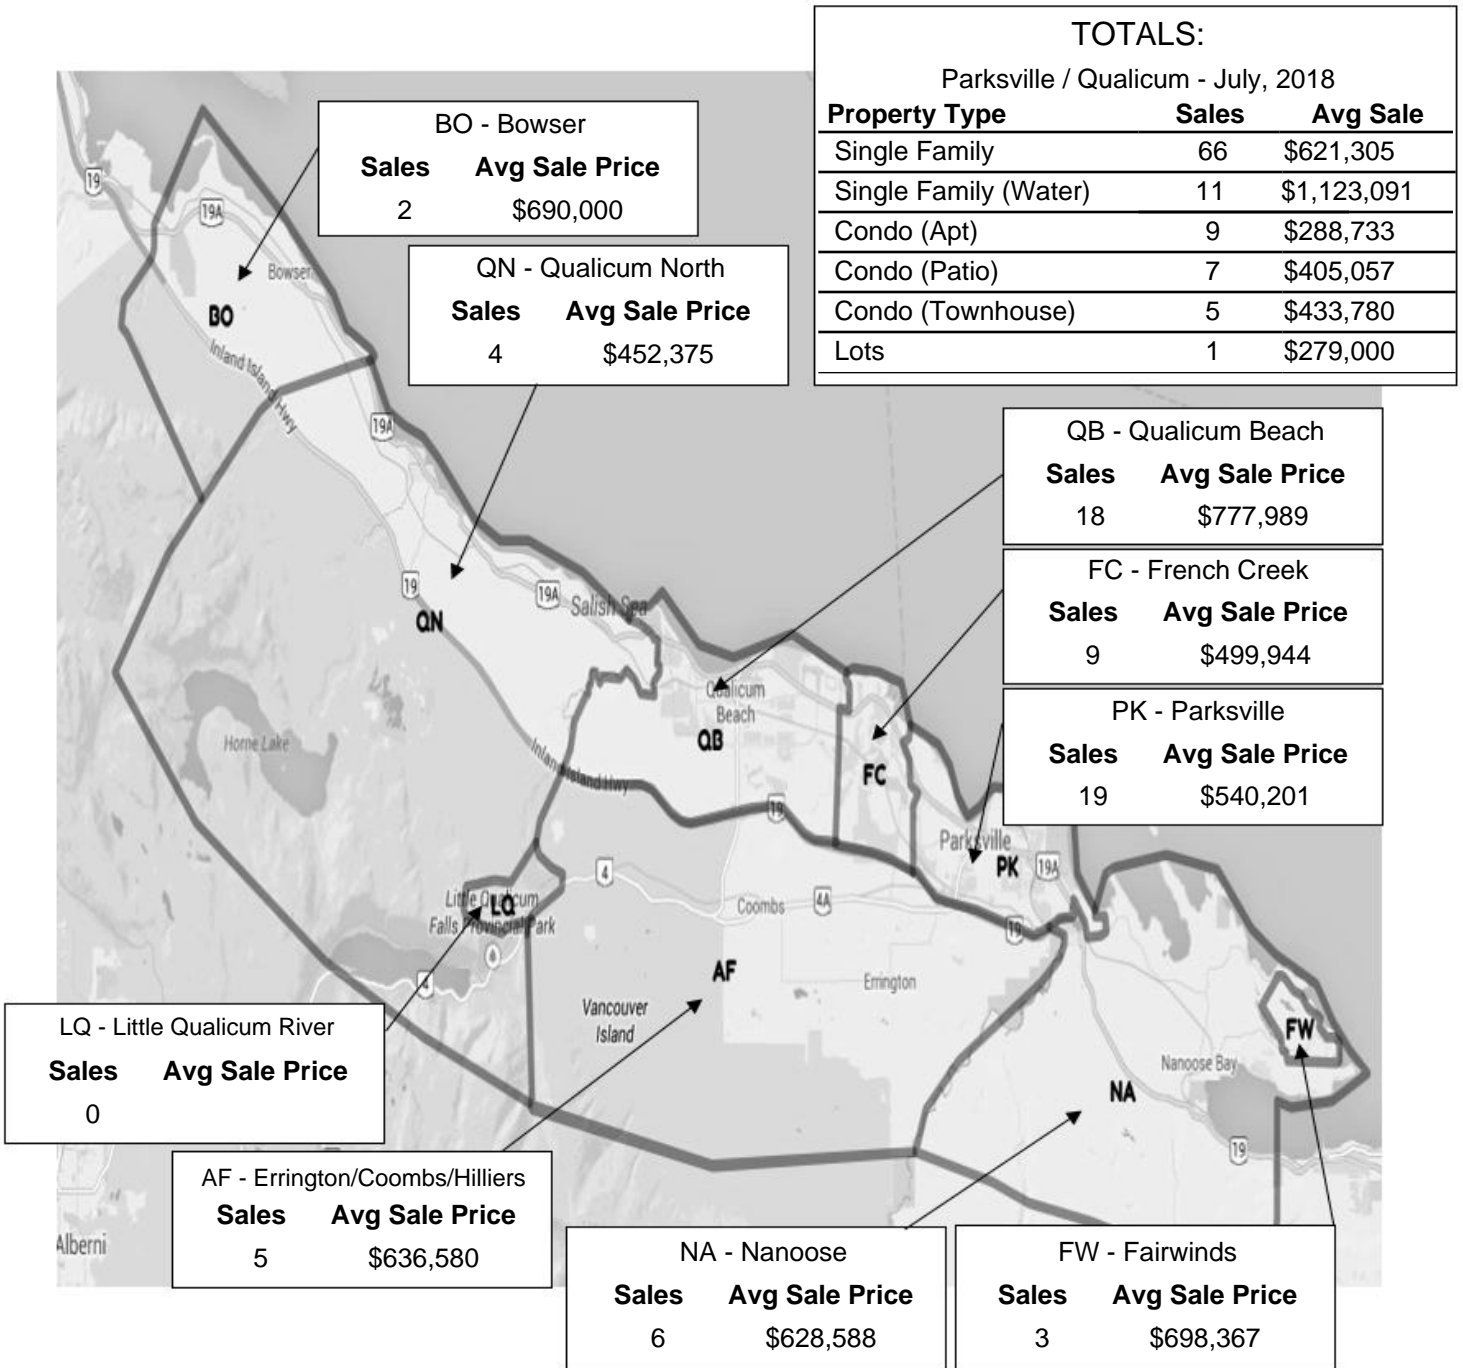 TOTALS:
Parksville / Qualicum - July, 2018
Property Type Sales Avg Sale
Single Family 66 $621,305
Single Family (Water) 11 $1,123,091
Condo (Apt) 9 $288,733
Condo (Patio) 7 $405,057
Condo (Townhouse) 5 $433,780
Lots 1 $279,000
BO - Bowser
Sales Avg Sale Price
2 $690,000
QN - Qualicum North
Sales Avg Sale Price
4 $452,375
QB - Qualicum Beach
Sales Avg Sale Price
18 $777,989
FC - French Creek
Sales Avg Sale Price
9 $499,944
PK - Parksville
Sales Avg Sale Price
19 $540,201
LQ - Little Qualicum River
Sales Avg Sale Price
0
AF - Errington/Coombs/Hilliers
Sales Avg Sale Price
5 $636,580
NA - Nanoose
Sales Avg Sale Price
6 $628,588
FW - Fairwinds
Sales Avg Sale Price
3 $698,367
19
19A
Bowser
BO
Inland Island Hwy
19A
19
QN
19A
Salish Sea
Qualicum
Beach
QB
Horne Lake
Inland Island Hwy
19
FC
Parksville
PK
19A
4
Little Qualicum
Falls Provincial Park
LQ
Coombs
4A
19
4
AF
Errington
Vancouver
Island
FW
Nanoose Bay
NA
19
Alberni